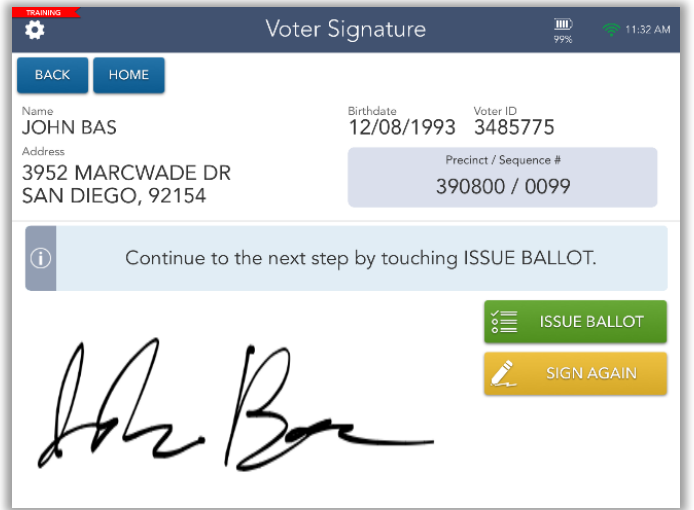 TRAINING
Voter Signature
99%
11:32 AM
BACK
HOME
Name
JOHN BAS
Birthdate
12/08/1993
Voter ID
3485775
Address
3952 MARCWADE DR
SAN DIEGO, 92154
Precinct / Sequence #
390800 / 0099
Continue to the next step by touching ISSUE BALLOT.
ISSUE BALLOT
SIGN AGAIN
John Bas